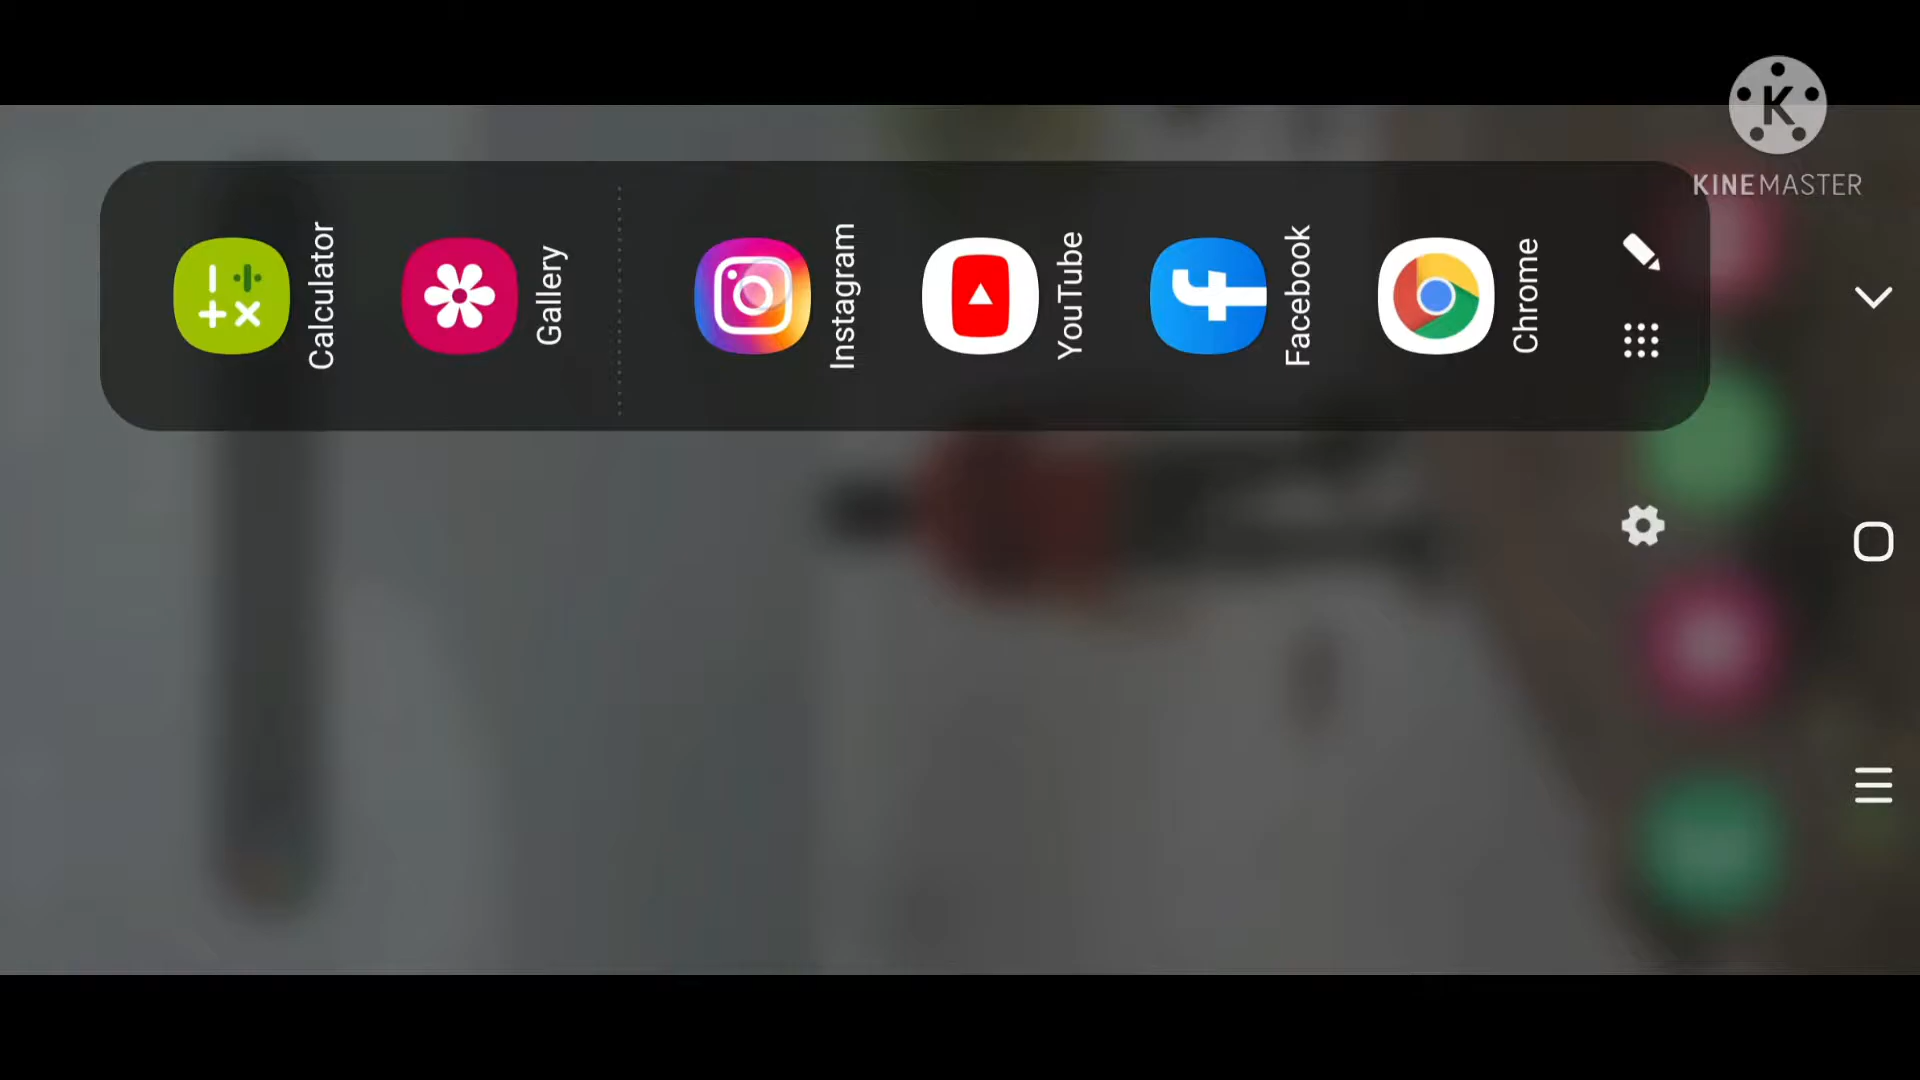 Calculator
Gallery
Instagram
YouTube
Facebook
Chrome
K
KINEMASTER